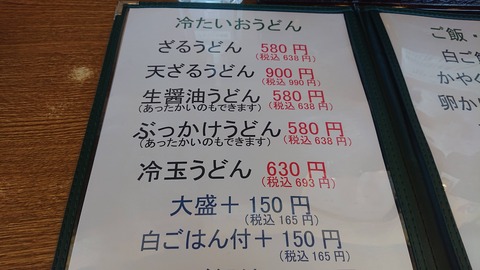 冷たいおうどん
ざるうどん 580円
(税込638円)
天ざるうどん 900円
(税込990円)
生醤油うどん 580円
(あったかいのもできます) (税込638円)
ぶっかけうどん 580円
(あったかいのもできます) (税込638円)
冷玉うどん 630円
(税込693円)
大盛+150円
(税込165円)
白ごはん付+150円
(税込165円)
ご飯・
白ご
かやく
卵か